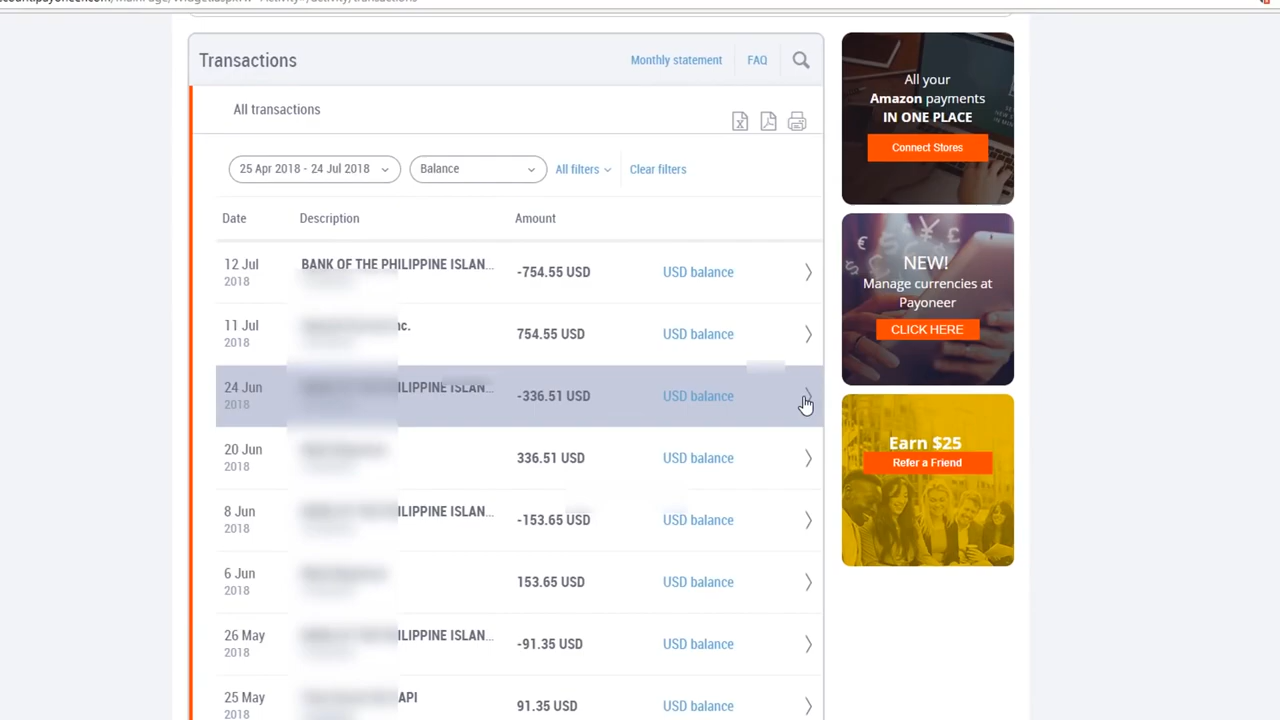 Transactions
Monthly statement
FAQ
All transactions
25 Apr 2018 - 24 Jul 2018
Balance
All filters
Clear filters
Date
Description
Amount
12 Jul
2018
BANK OF THE PHILIPPINE ISLAN...
-754.55 USD
USD balance
11 Jul
2018
nc.
754.55 USD
USD balance
24 Jun
2018
ILIPPINE ISLAN...
-336.51 USD
USD balance
20 Jun
2018
336.51 USD
USD balance
8 Jun
2018
ILIPPINE ISLAN...
-153.65 USD
USD balance
6 Jun
2018
153.65 USD
USD balance
26 May
2018
ILIPPINE ISLAN...
-91.35 USD
USD balance
25 May
2018
API
91.35 USD
USD balance
All your
Amazon payments
IN ONE PLACE
Connect Stores
NEW!
Manage currencies at
Payoneer
CLICK HERE
Earn $25
Refer a Friend